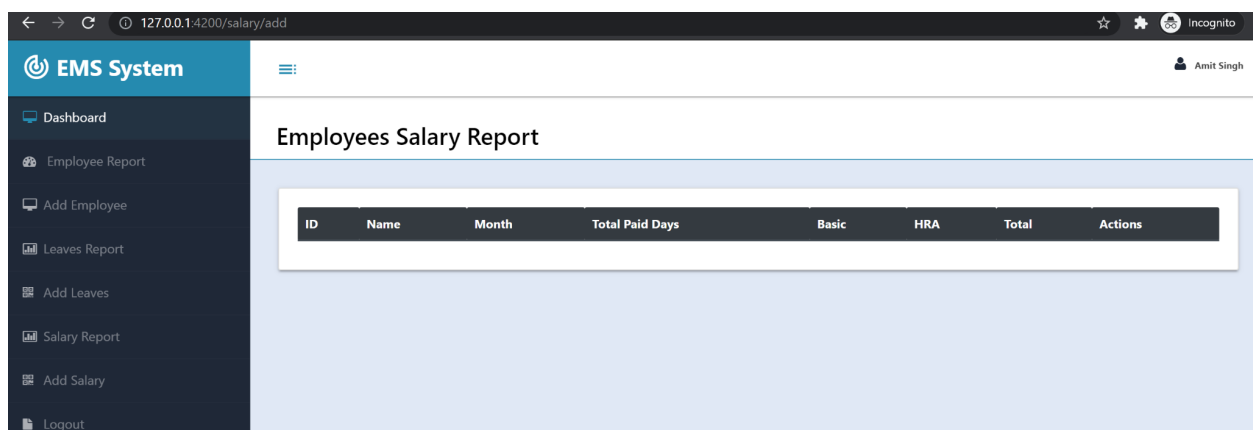 127.0.0.1:4200/salary/add
Incognito
EMS System
Amit Singh
Dashboard
Employee Report
Add Employee
Leaves Report
Add Leaves
Salary Report
Add Salary
Logout
Employees Salary Report
ID Name Month Total Paid Days Basic HRA Total Actions